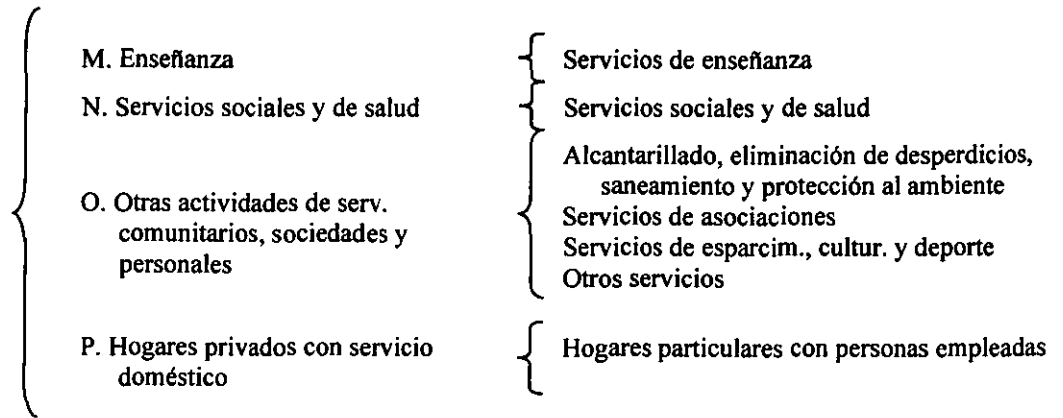 M. Enseñanza
Servicios de enseñanza
N. Servicios sociales y de salud
Servicios sociales y de salud
O. Otras actividades de serv.
comunitarios, sociedades y
personales
Alcantarillado, eliminación de desperdicios,
saneamiento y protección al ambiente
Servicios de asociaciones
Servicios de esparcim., cultur. y deporte
Otros servicios
P. Hogares privados con servicio
doméstico
Hogares particulares con personas empleadas